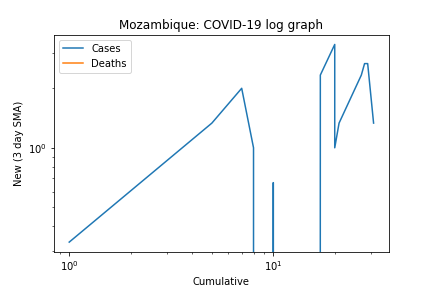 Mozambique: COVID-19 log graph
Cases
Deaths
New (3 day SMA)
10⁰
10⁰ 10¹
Cumulative